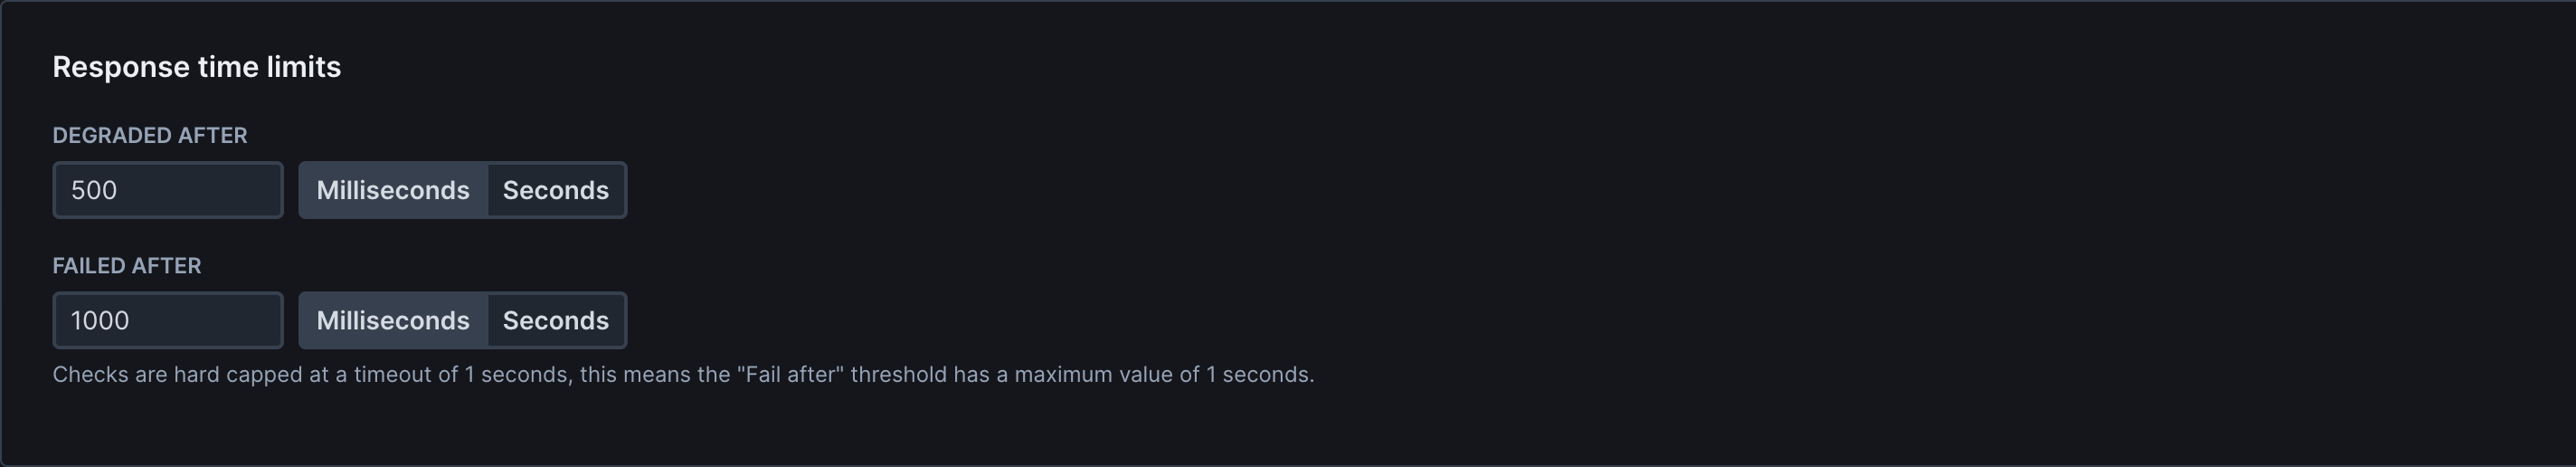 Response time limits
DEGRADED AFTER
500 Milliseconds Seconds
FAILED AFTER
1000 Milliseconds Seconds
Checks are hard capped at a timeout of 1 seconds, this means the "Fail after" threshold has a maximum value of 1 seconds.